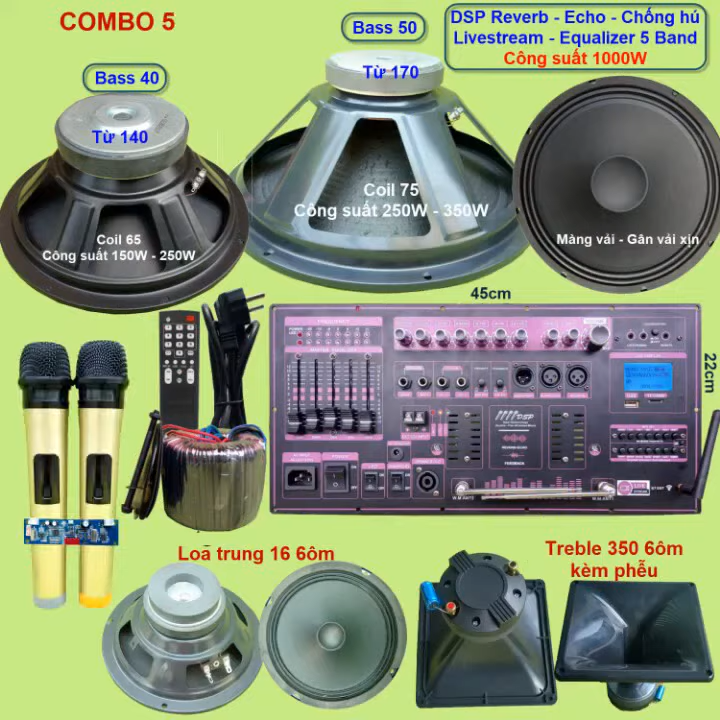 COMBO 5
Bass 40
Từ 140
Coil 65
Công suất 150W - 250W
Bass 50
Từ 170
Coil 75
Công suất 250W - 350W
DSP Reverb - Echo - Chống hú
Livestream - Equalizer 5 Band
Công suất 1000W
Màng vải - Gân vải xịn
45cm
22cm
DSP
FEEDBACK
Loa trung 16 6ôm
Treble 350 6ôm
kèm phễu